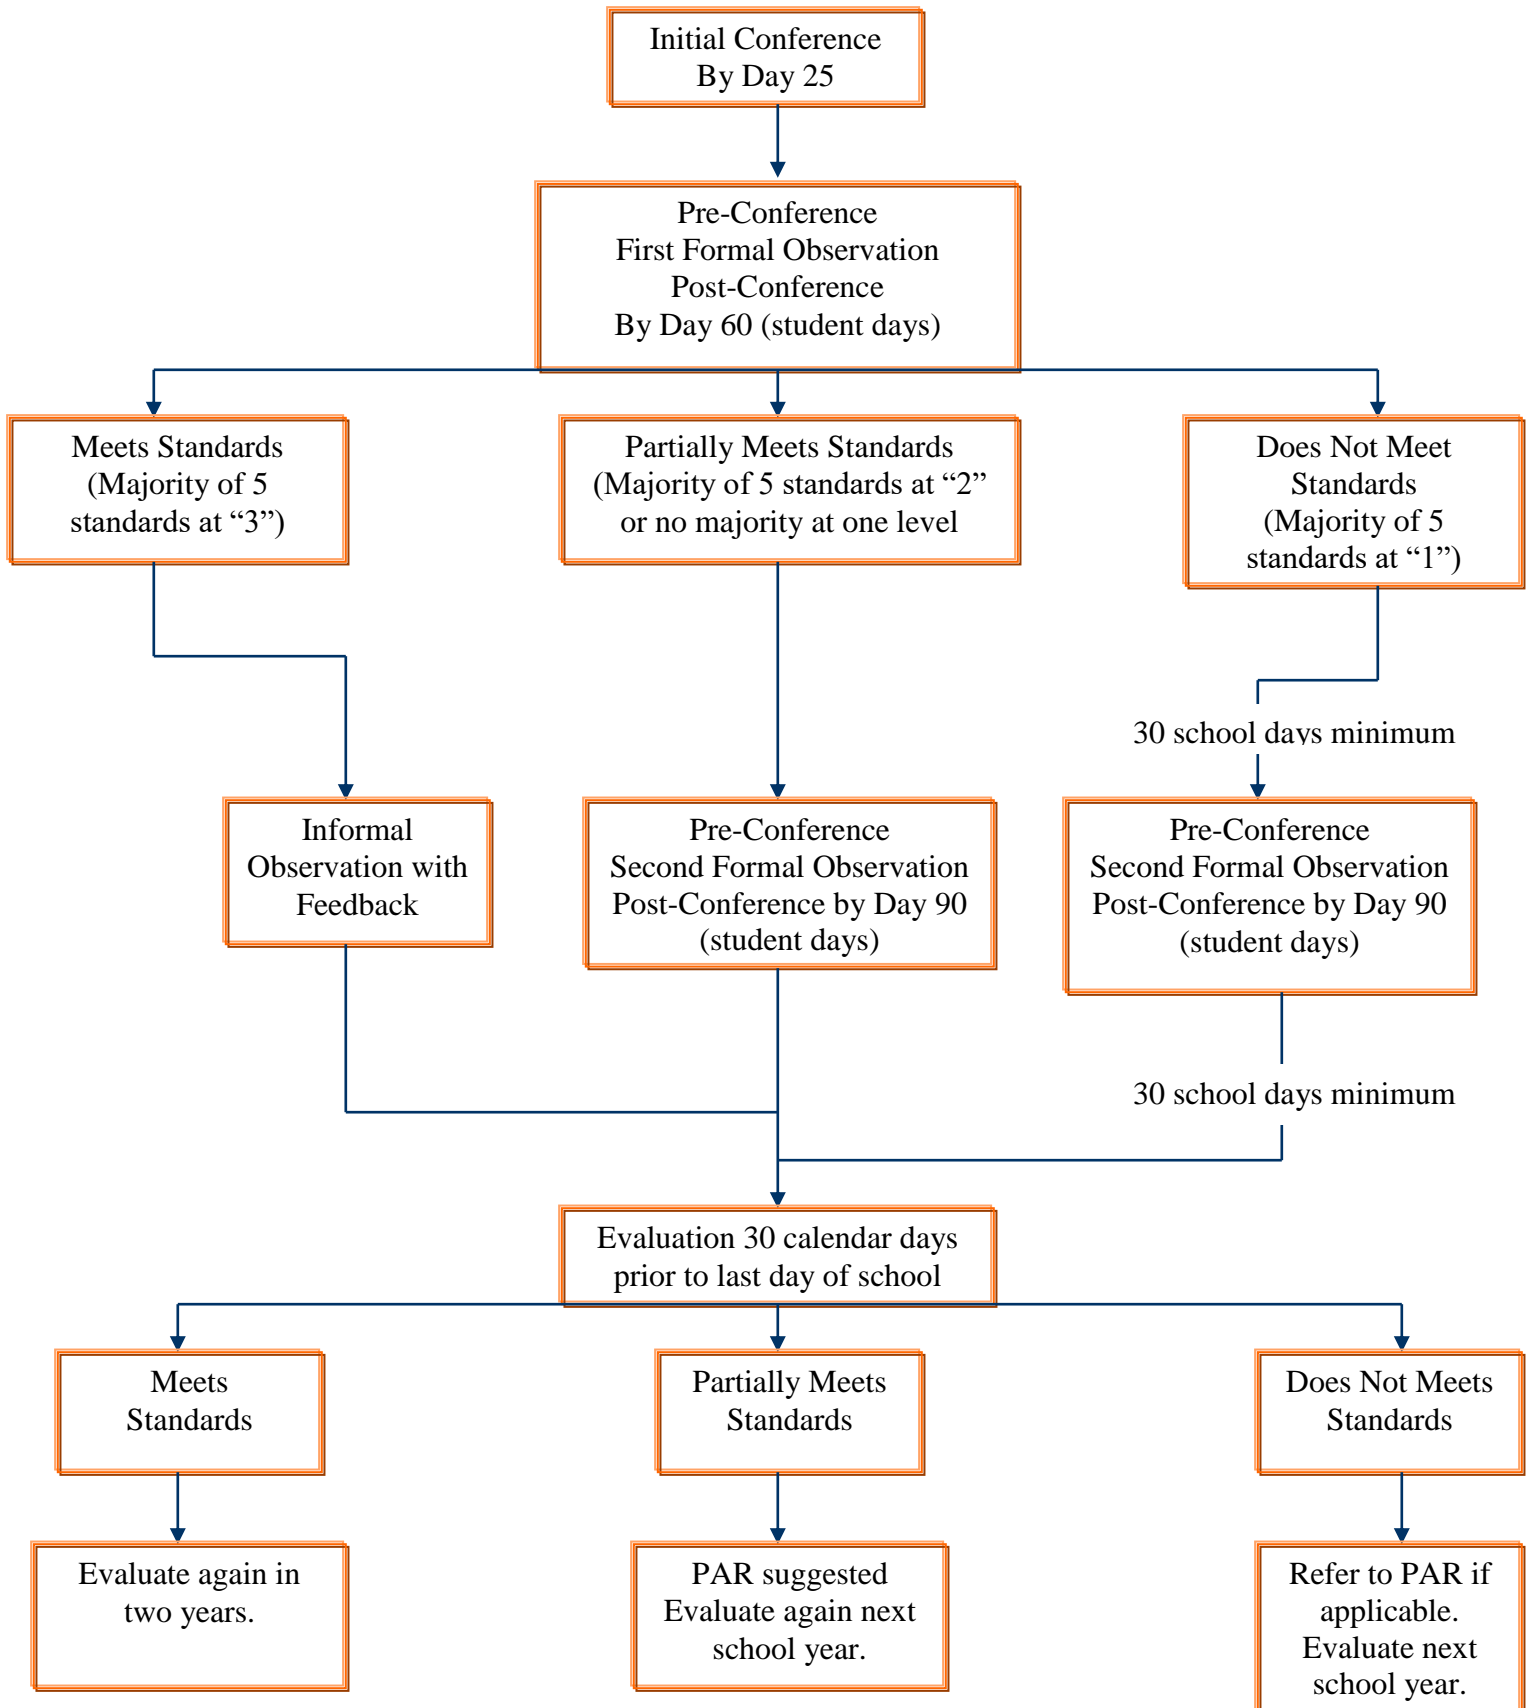 Initial Conference
By Day 25
Pre-Conference
First Formal Observation
Post-Conference
By Day 60 (student days)
Meets Standards
(Majority of 5
standards at “3”)
Partially Meets Standards
(Majority of 5 standards at “2”
or no majority at one level
Does Not Meet
Standards
(Majority of 5
standards at “1”)
30 school days minimum
Informal
Observation with
Feedback
Pre-Conference
Second Formal Observation
Post-Conference by Day 90
(student days)
Pre-Conference
Second Formal Observation
Post-Conference by Day 90
(student days)
30 school days minimum
Evaluation 30 calendar days
prior to last day of school
Meets
Standards
Partially Meets
Standards
Does Not Meets
Standards
Evaluate again in
two years.
PAR suggested
Evaluate again next
school year.
Refer to PAR if
applicable.
Evaluate next
school year.